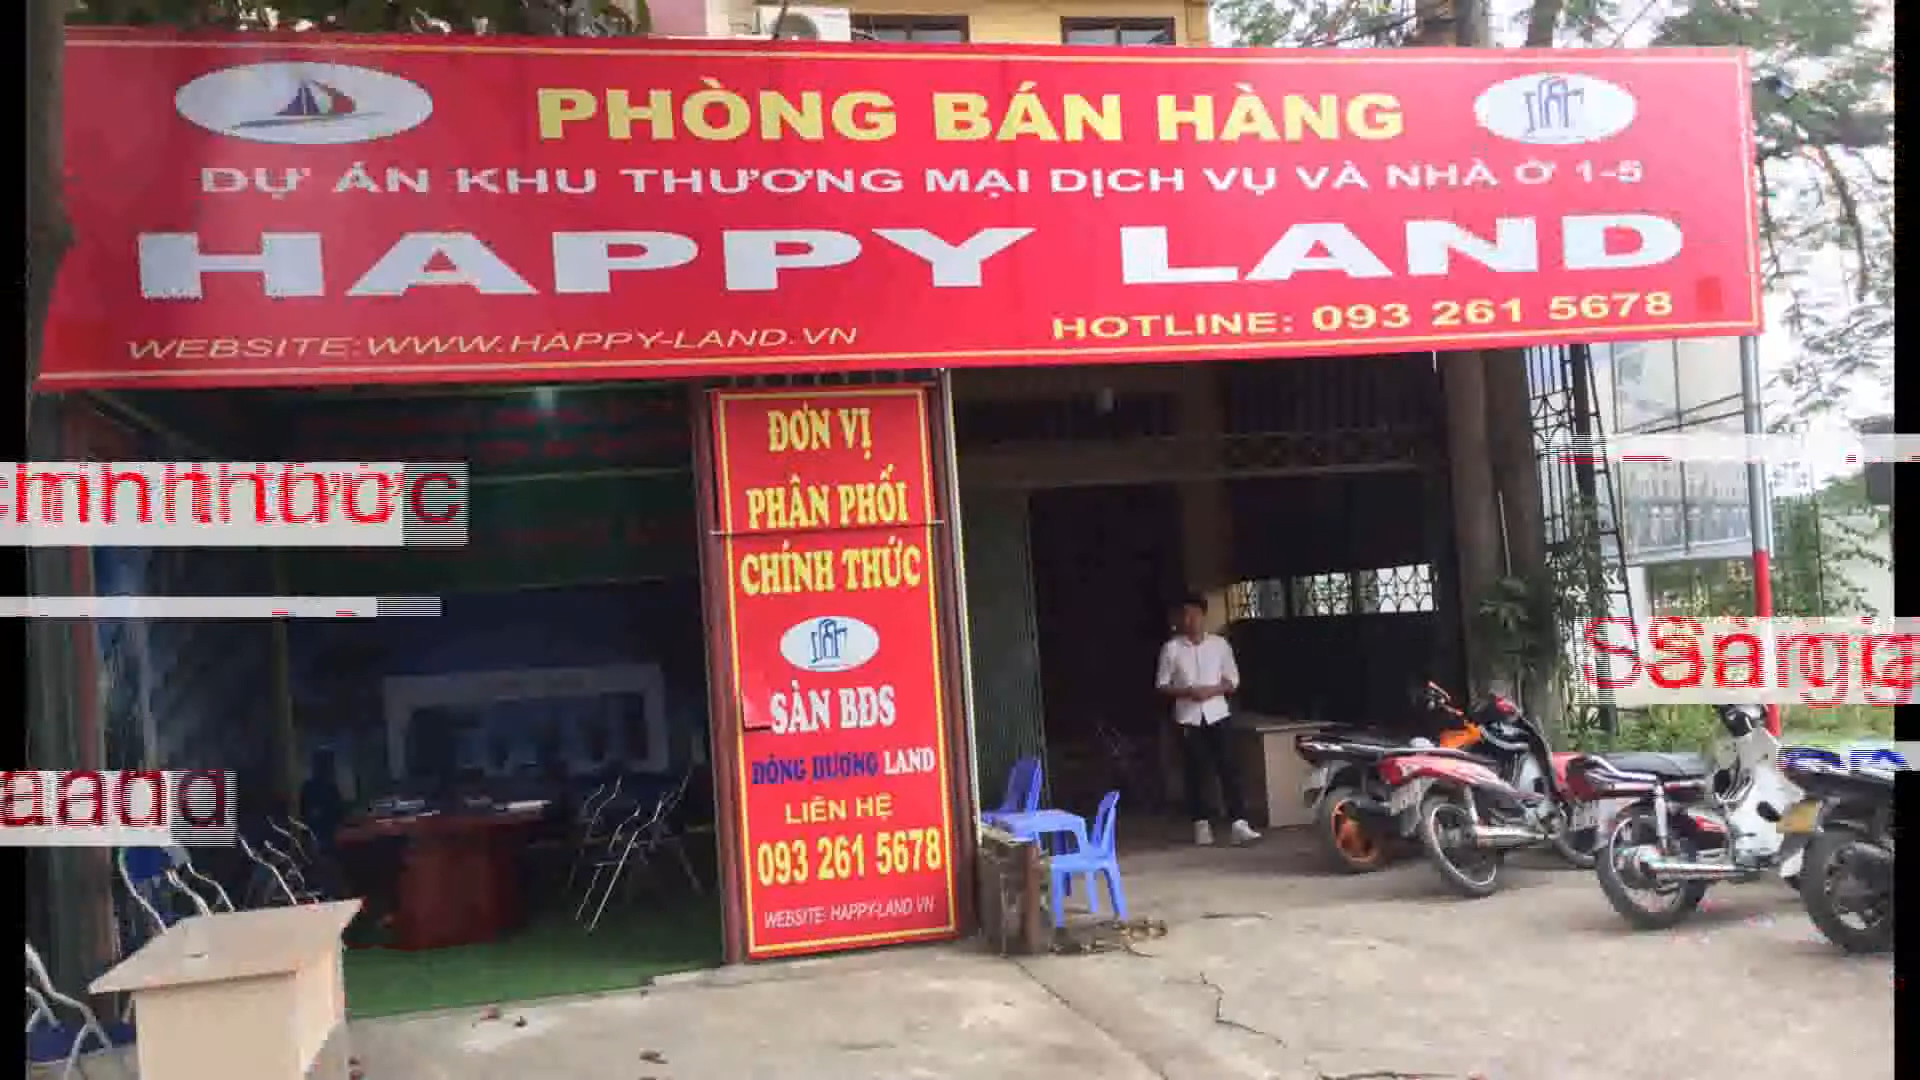 PHÒNG BÁN HÀNG
DỰ ÁN KHU THƯƠNG MẠI DỊCH VỤ VÀ NHÀ Ở 1-5
HAPPY LAND
WEBSITE:WWW.HAPPY-LAND.VN
HOTLINE: 093 261 5678
ĐƠN VỊ
PHÂN PHỐI
CHÍNH THỨC
SÀN BĐS
ĐÔNG DƯƠNG LAND
LIÊN HỆ
093 261 5678
WEBSITE: HAPPY-LAND.VN